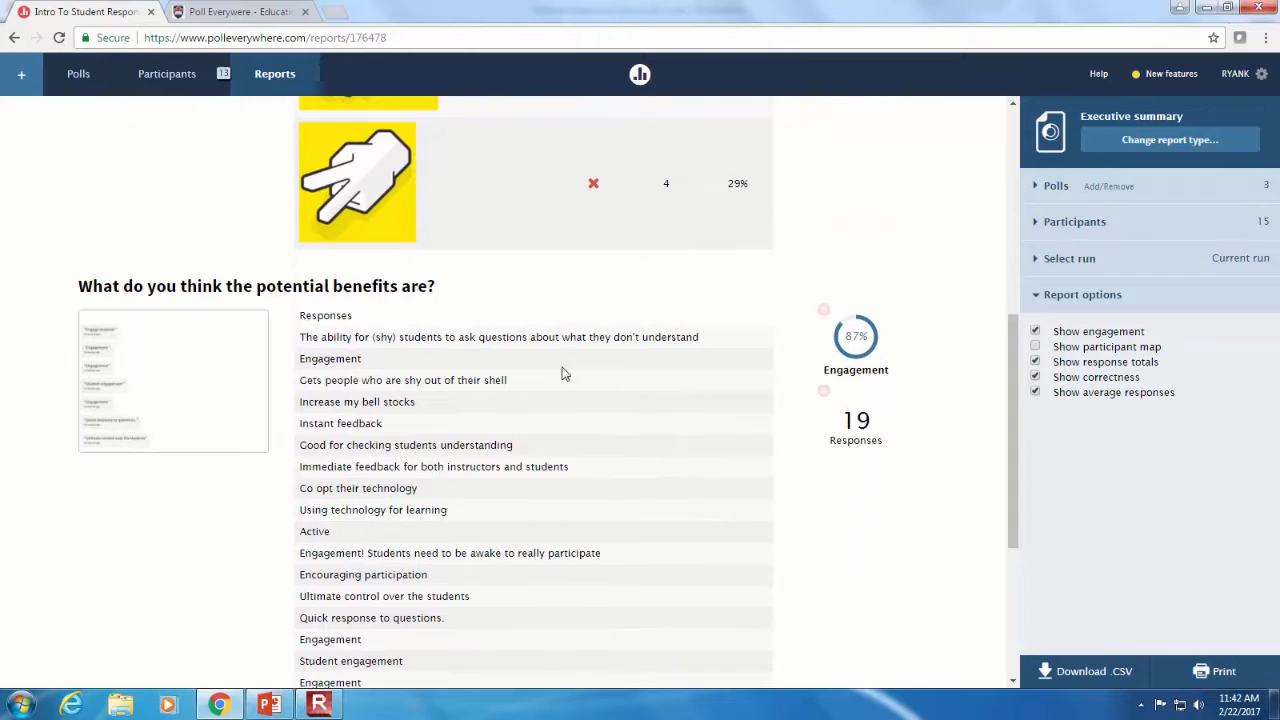 Intro To Student Respon
Poll Everywere - Educatio
Secure
https://www.polleverywhere.com/reports/176478
+
Polls
Participants
13
Reports
Help
New features
RYANK
Executive summary
Change report type...
Polls Add/Remove 3
Participants 15
Select run Current run
Report options
Show engagement
Show participant map
Show response totals
Show correctness
Show average responses
4 29%
What do you think the potential benefits are?
Responses
The ability for (shy) students to ask questions about what they don't understand
Engagement
Gets people who are shy out of their shell
Increase my bell stocks
Instant feedback
Good for checking students understanding
Immediate feedback for both instructors and students
Co opt their technology
Using technology for learning
Active
Engagement! Students need to be awake to really participate
Encouraging participation
Ultimate control over the students
Quick response to questions.
Engagement
Student engagement
Engagement
87%
Engagement
19
Responses
Download .CSV
Print
11:42 AM
2/22/2017